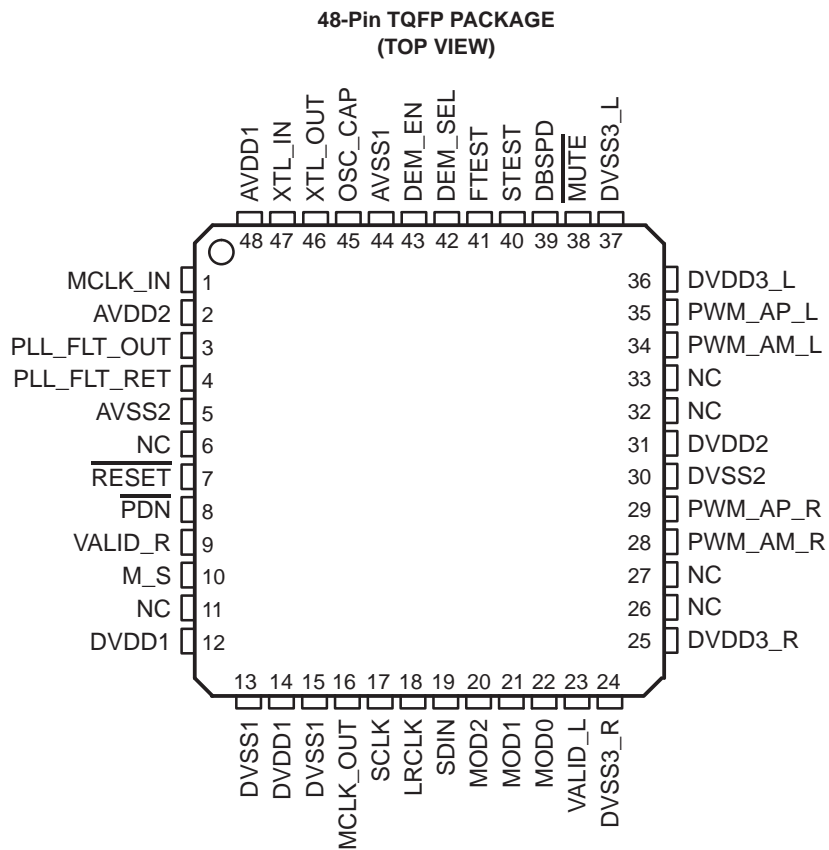 48-Pin TQFP PACKAGE
(TOP VIEW)
AVDD1
XTL_IN
XTL_OUT
OSC_CAP
AVSS1
DEM_EN
DEM_SEL
FTEST
STEST
DBSPD
MUTE
DVSS3_L
48 47 46 45 44 43 42 41 40 39 38 37
MCLK_IN 1
AVDD2 2
PLL_FLT_OUT 3
PLL_FLT_RET 4
AVSS2 5
NC 6
RESET 7
PDN 8
VALID_R 9
M_S 10
NC 11
DVDD1 12
36 DVDD3_L
35 PWM_AP_L
34 PWM_AM_L
33 NC
32 NC
31 DVDD2
30 DVSS2
29 PWM_AP_R
28 PWM_AM_R
27 NC
26 NC
25 DVDD3_R
13 14 15 16 17 18 19 20 21 22 23 24
DVSS1
DVDD1
DVSS1
MCLK_OUT
SCLK
LRCLK
SDIN
MOD2
MOD1
MOD0
VALID_L
DVSS3_R